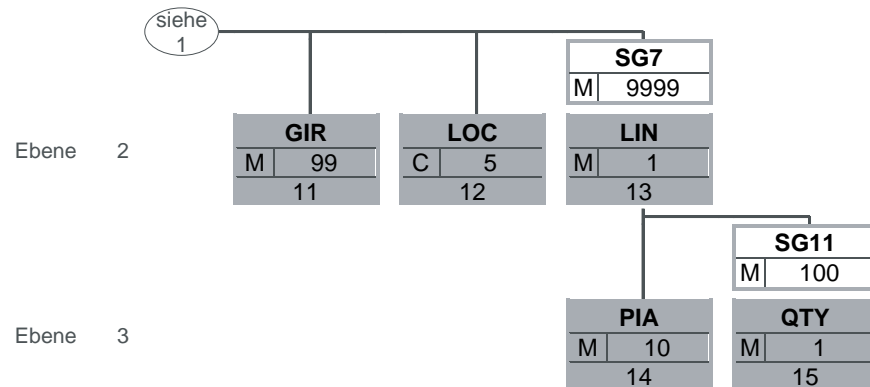 siehe
1
SG7
M 9999
GIR LOC LIN
Ebene 2 M 99 C 5 M 1
11 12 13
SG11
M 100
PIA QTY
Ebene 3 M 10 M 1
14 15